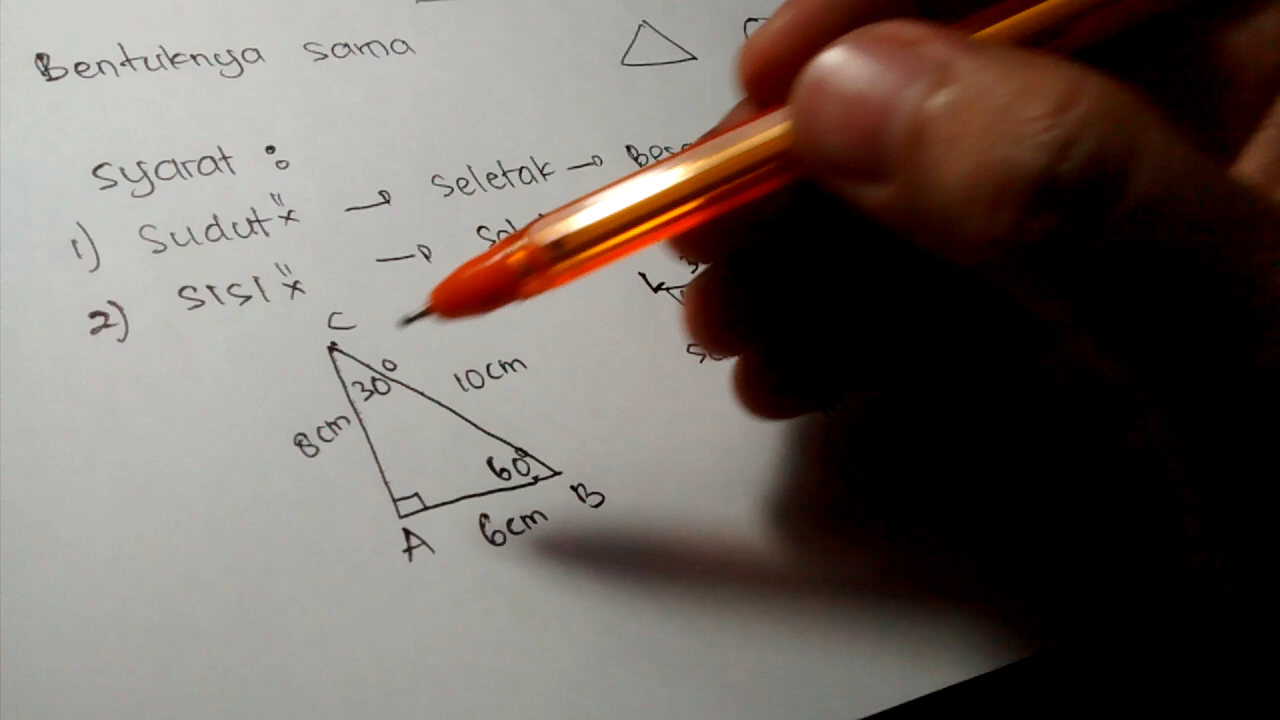 Bentuknya sama
syarat :
1) sudut"x → seletak →
2) sisi"x →
C
30°
10cm
8cm
60°
B
6cm
A